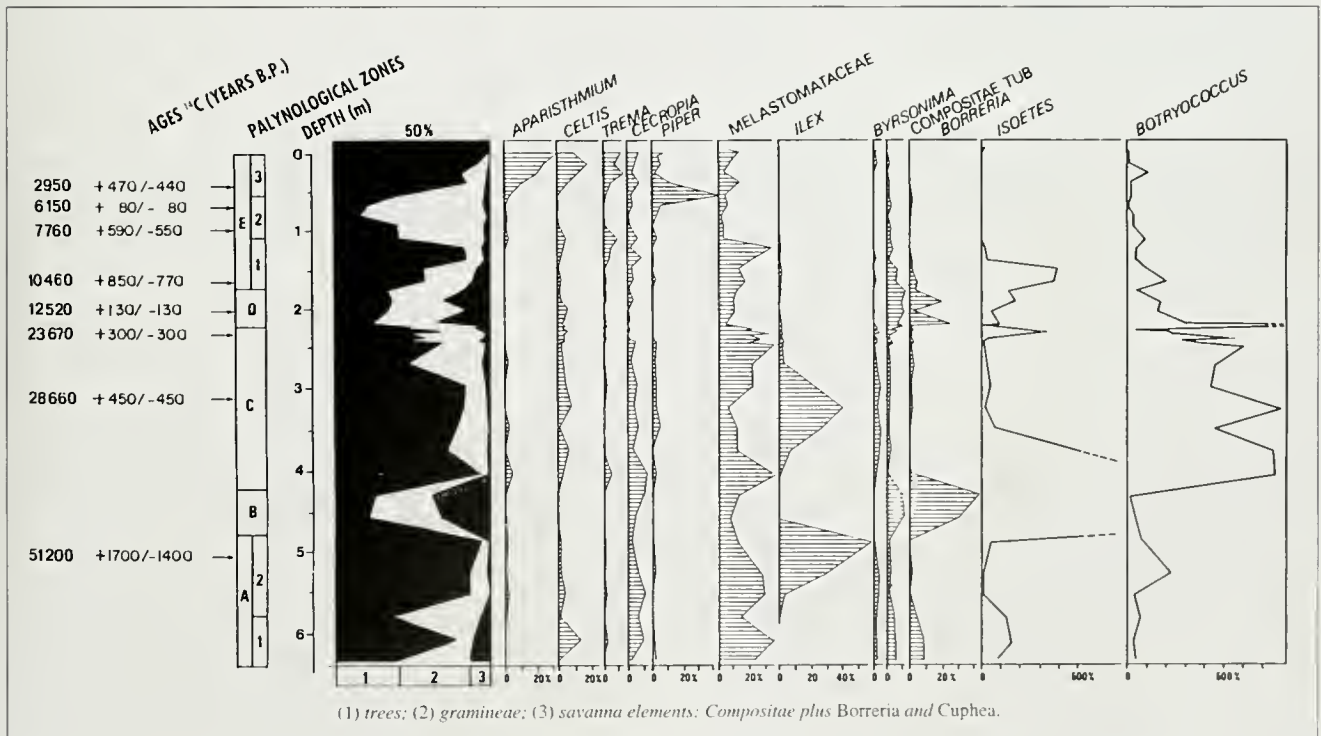 AGES ¹⁴C (YEARS B.P.)
PALYNOLOGICAL ZONES
DEPTH (m)
50%
APARISTHMIUM
CELTIS
TREMA
CECROPIA
PIPER
MELASTOMATACEAE
ILEX
BYRSONIMA
COMPOSITAE TUB
BORRERIA
ISOETES
BOTRYOCOCCUS
2950 +470/-440
6150 + 80/- 80
7760 +590/-550
10460 +850/-770
12520 +130/-130
23670 +300/-300
28660 +450/-450
51200 +1700/-1400
E 3
2
1
D
C
B
A 2
1
0
1
2
3
4
5
6
1 2 3
0 20%
0 20%
0
0
0 20%
0 20%
0 20 40%
0
0
0 20%
0 600%
0 600%
(1) trees; (2) gramineae; (3) savanna elements: Compositae plus Borreria and Cuphea.